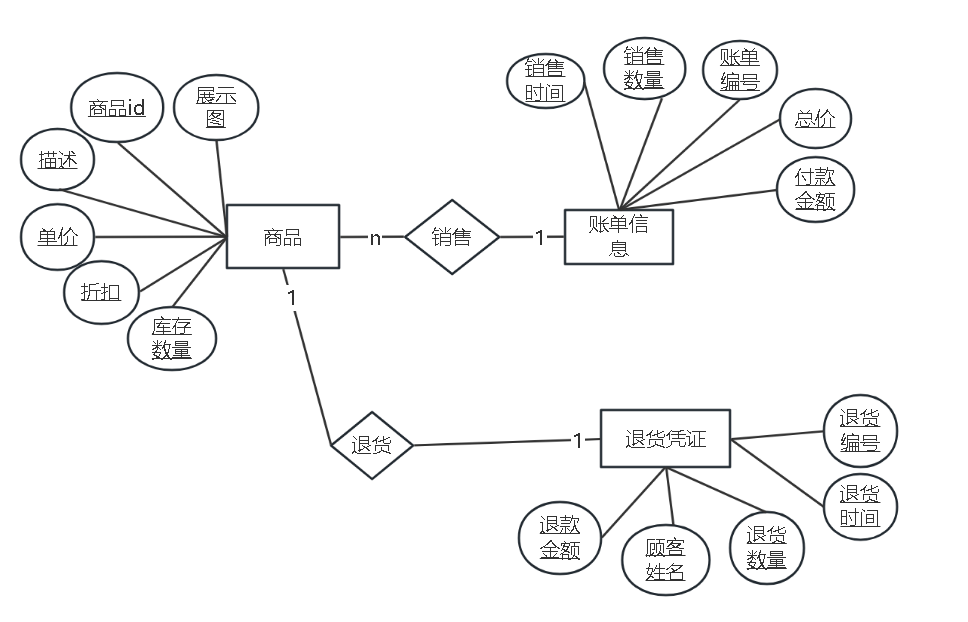 销售
时间
销售
数量
账单
编号
商品id
展示
图
总价
描述
付款
金额
单价
商品
n
销售
1
账单信
息
折扣
1
库存
数量
退货
1
退货凭证
退货
编号
退货
时间
退款
金额
顾客
姓名
退货
数量